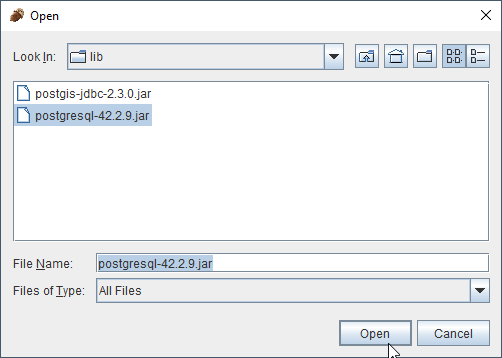 Open
Look In:
lib
postgis-jdbc-2.3.0.jar
postgresql-42.2.9.jar
File Name:
postgresql-42.2.9.jar
Files of Type:
All Files
Open
Cancel